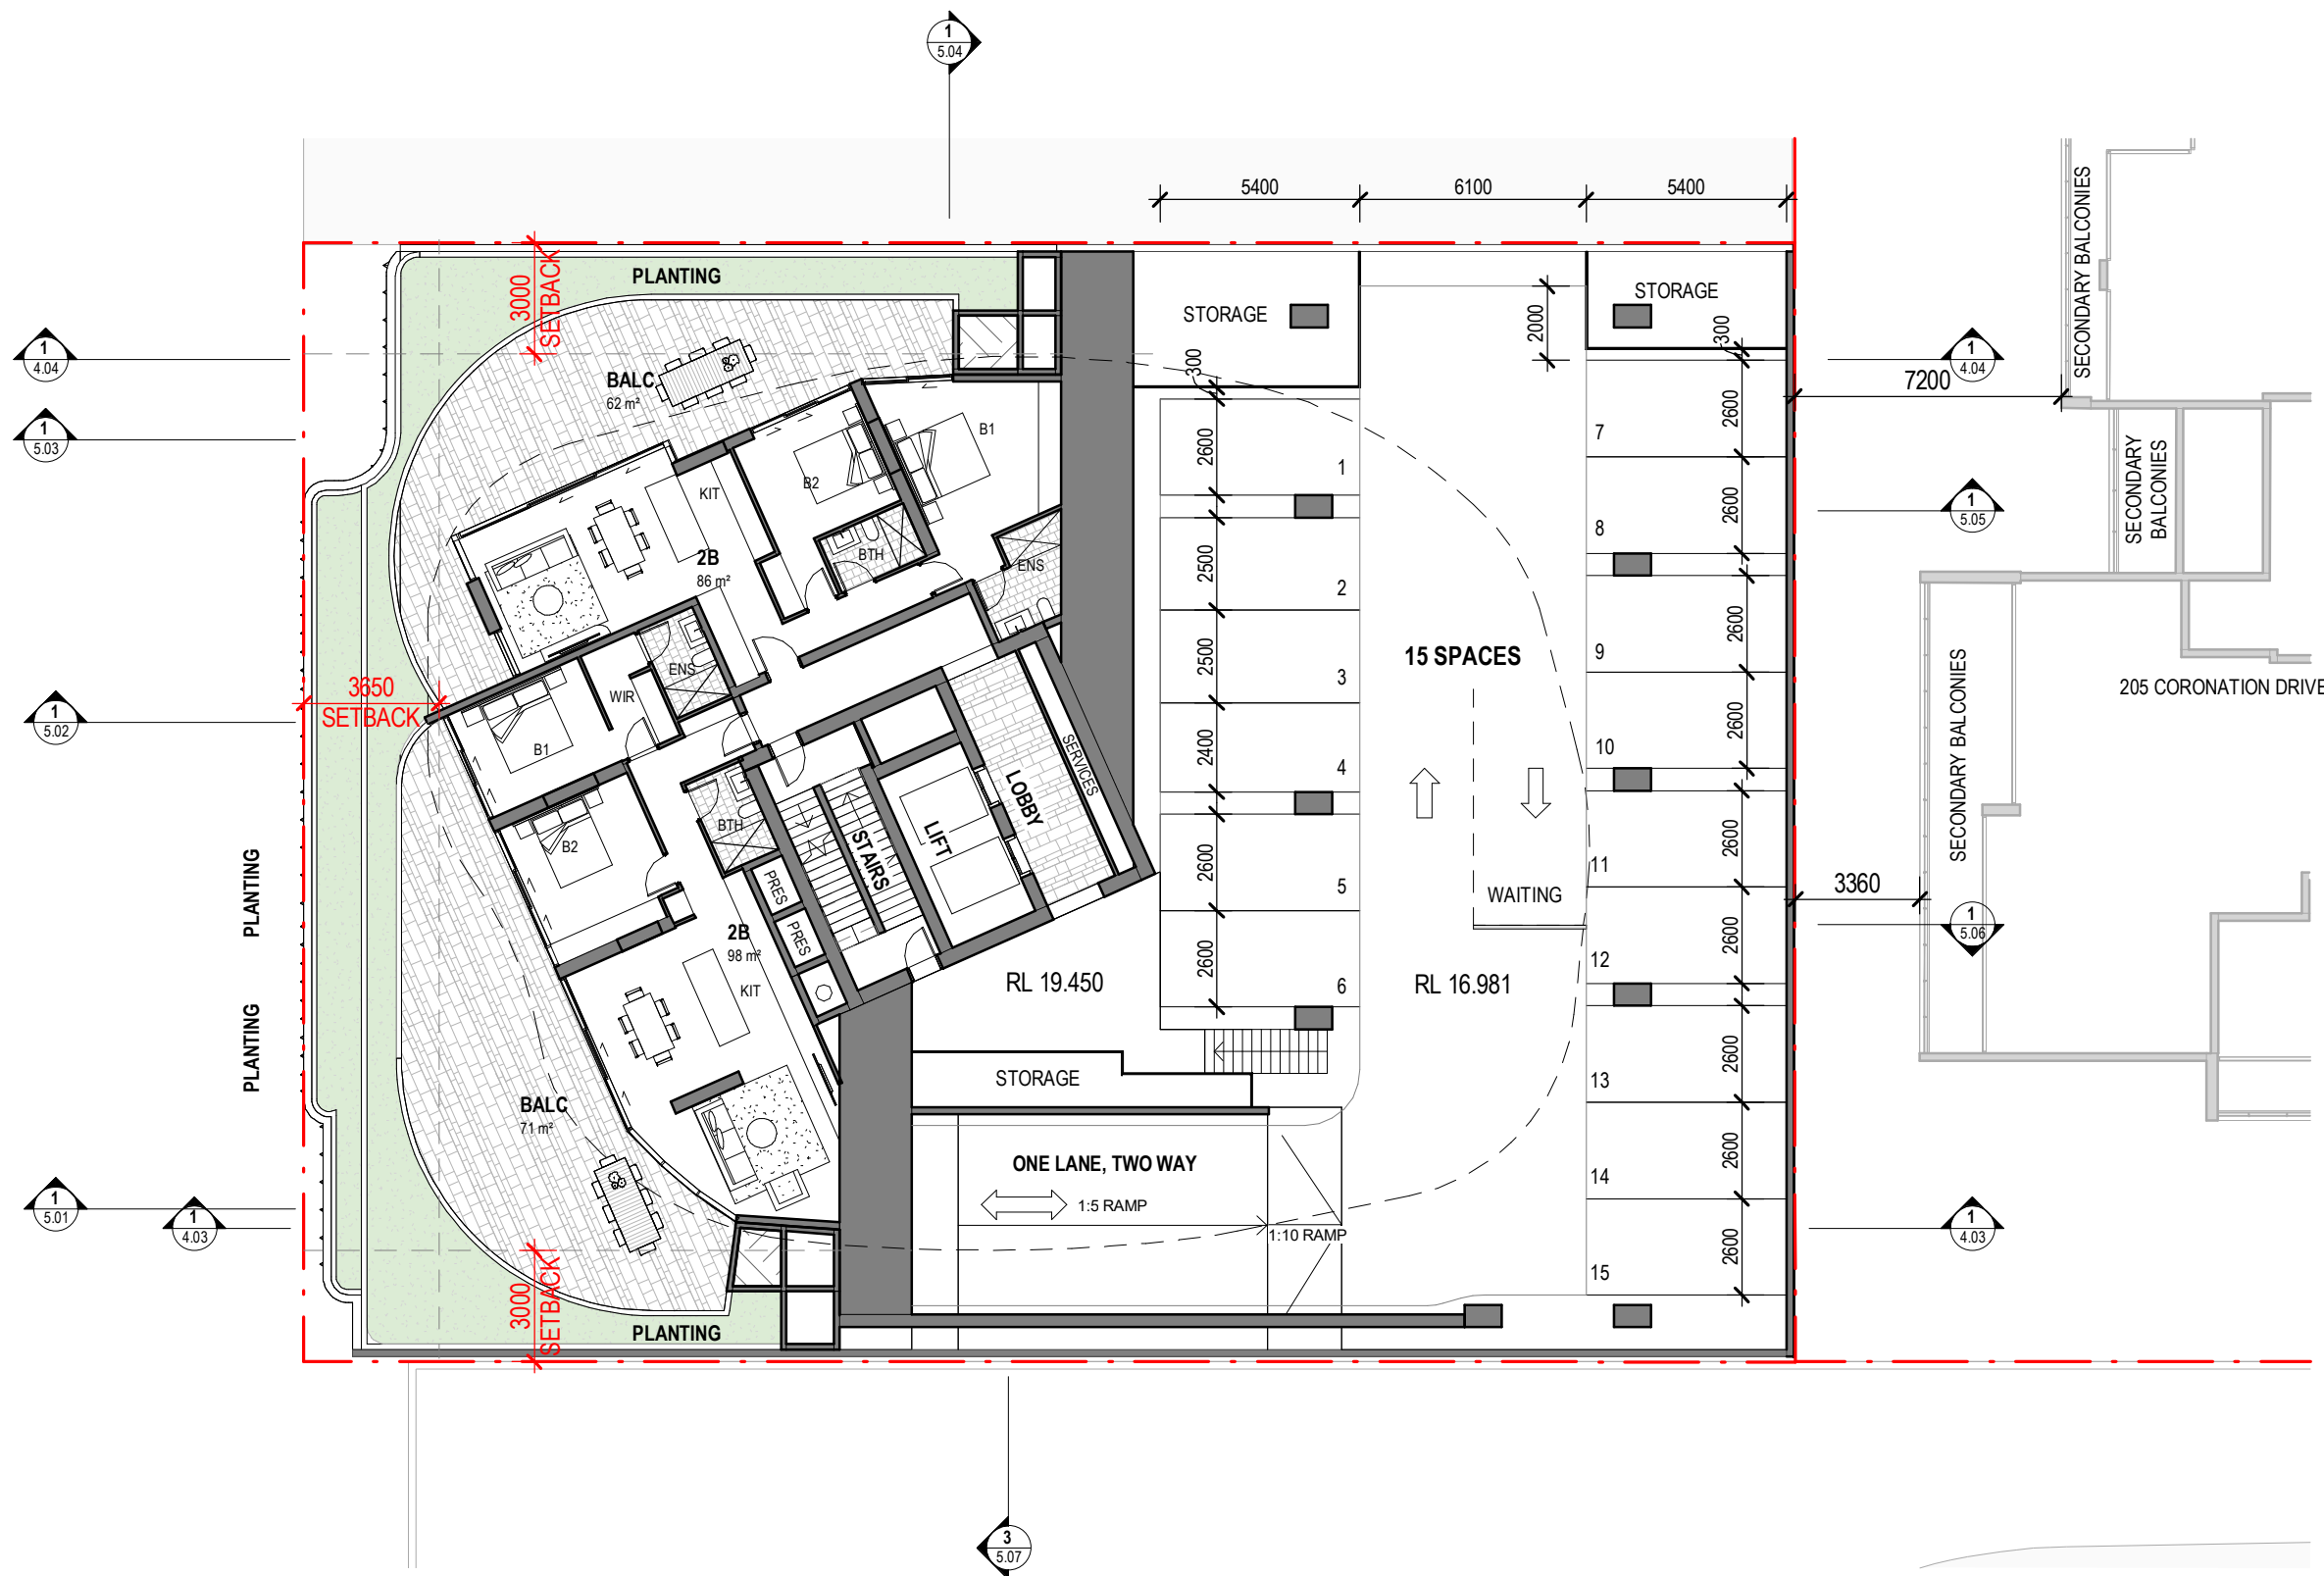 1
5.04
5400
6100
5400
SECONDARY BALCONIES
3000
SETBACK
PLANTING
STORAGE
STORAGE
2000
300
300
1
4.04
1
4.04
7200
BALC
62 m²
1
5.03
B1
B2
KIT
2600
1
7
2600
SECONDARY
BALCONIES
1
5.05
8
2600
2B
86 m²
BTH
ENS
2500
2
9
2600
15 SPACES
ENS
WIR
3650
SETBACK
2500
3
205 CORONATION DRIVE
1
5.02
B1
SERVICES
2400
4
10
2600
SECONDARY BALCONIES
LOBBY
BTH
LIFT
STAIRS
B2
PLANTING
2600
5
11
2600
WAITING
3360
PRES
PRES
1
5.06
2B
98 m²
KIT
2600
6
12
2600
RL 19.450
RL 16.981
PLANTING
STORAGE
13
2600
BALC
71 m²
ONE LANE, TWO WAY
1:5 RAMP
1:10 RAMP
14
2600
1
5.01
1
4.03
1
4.03
15
2600
3000
SETBACK
PLANTING
3
5.07